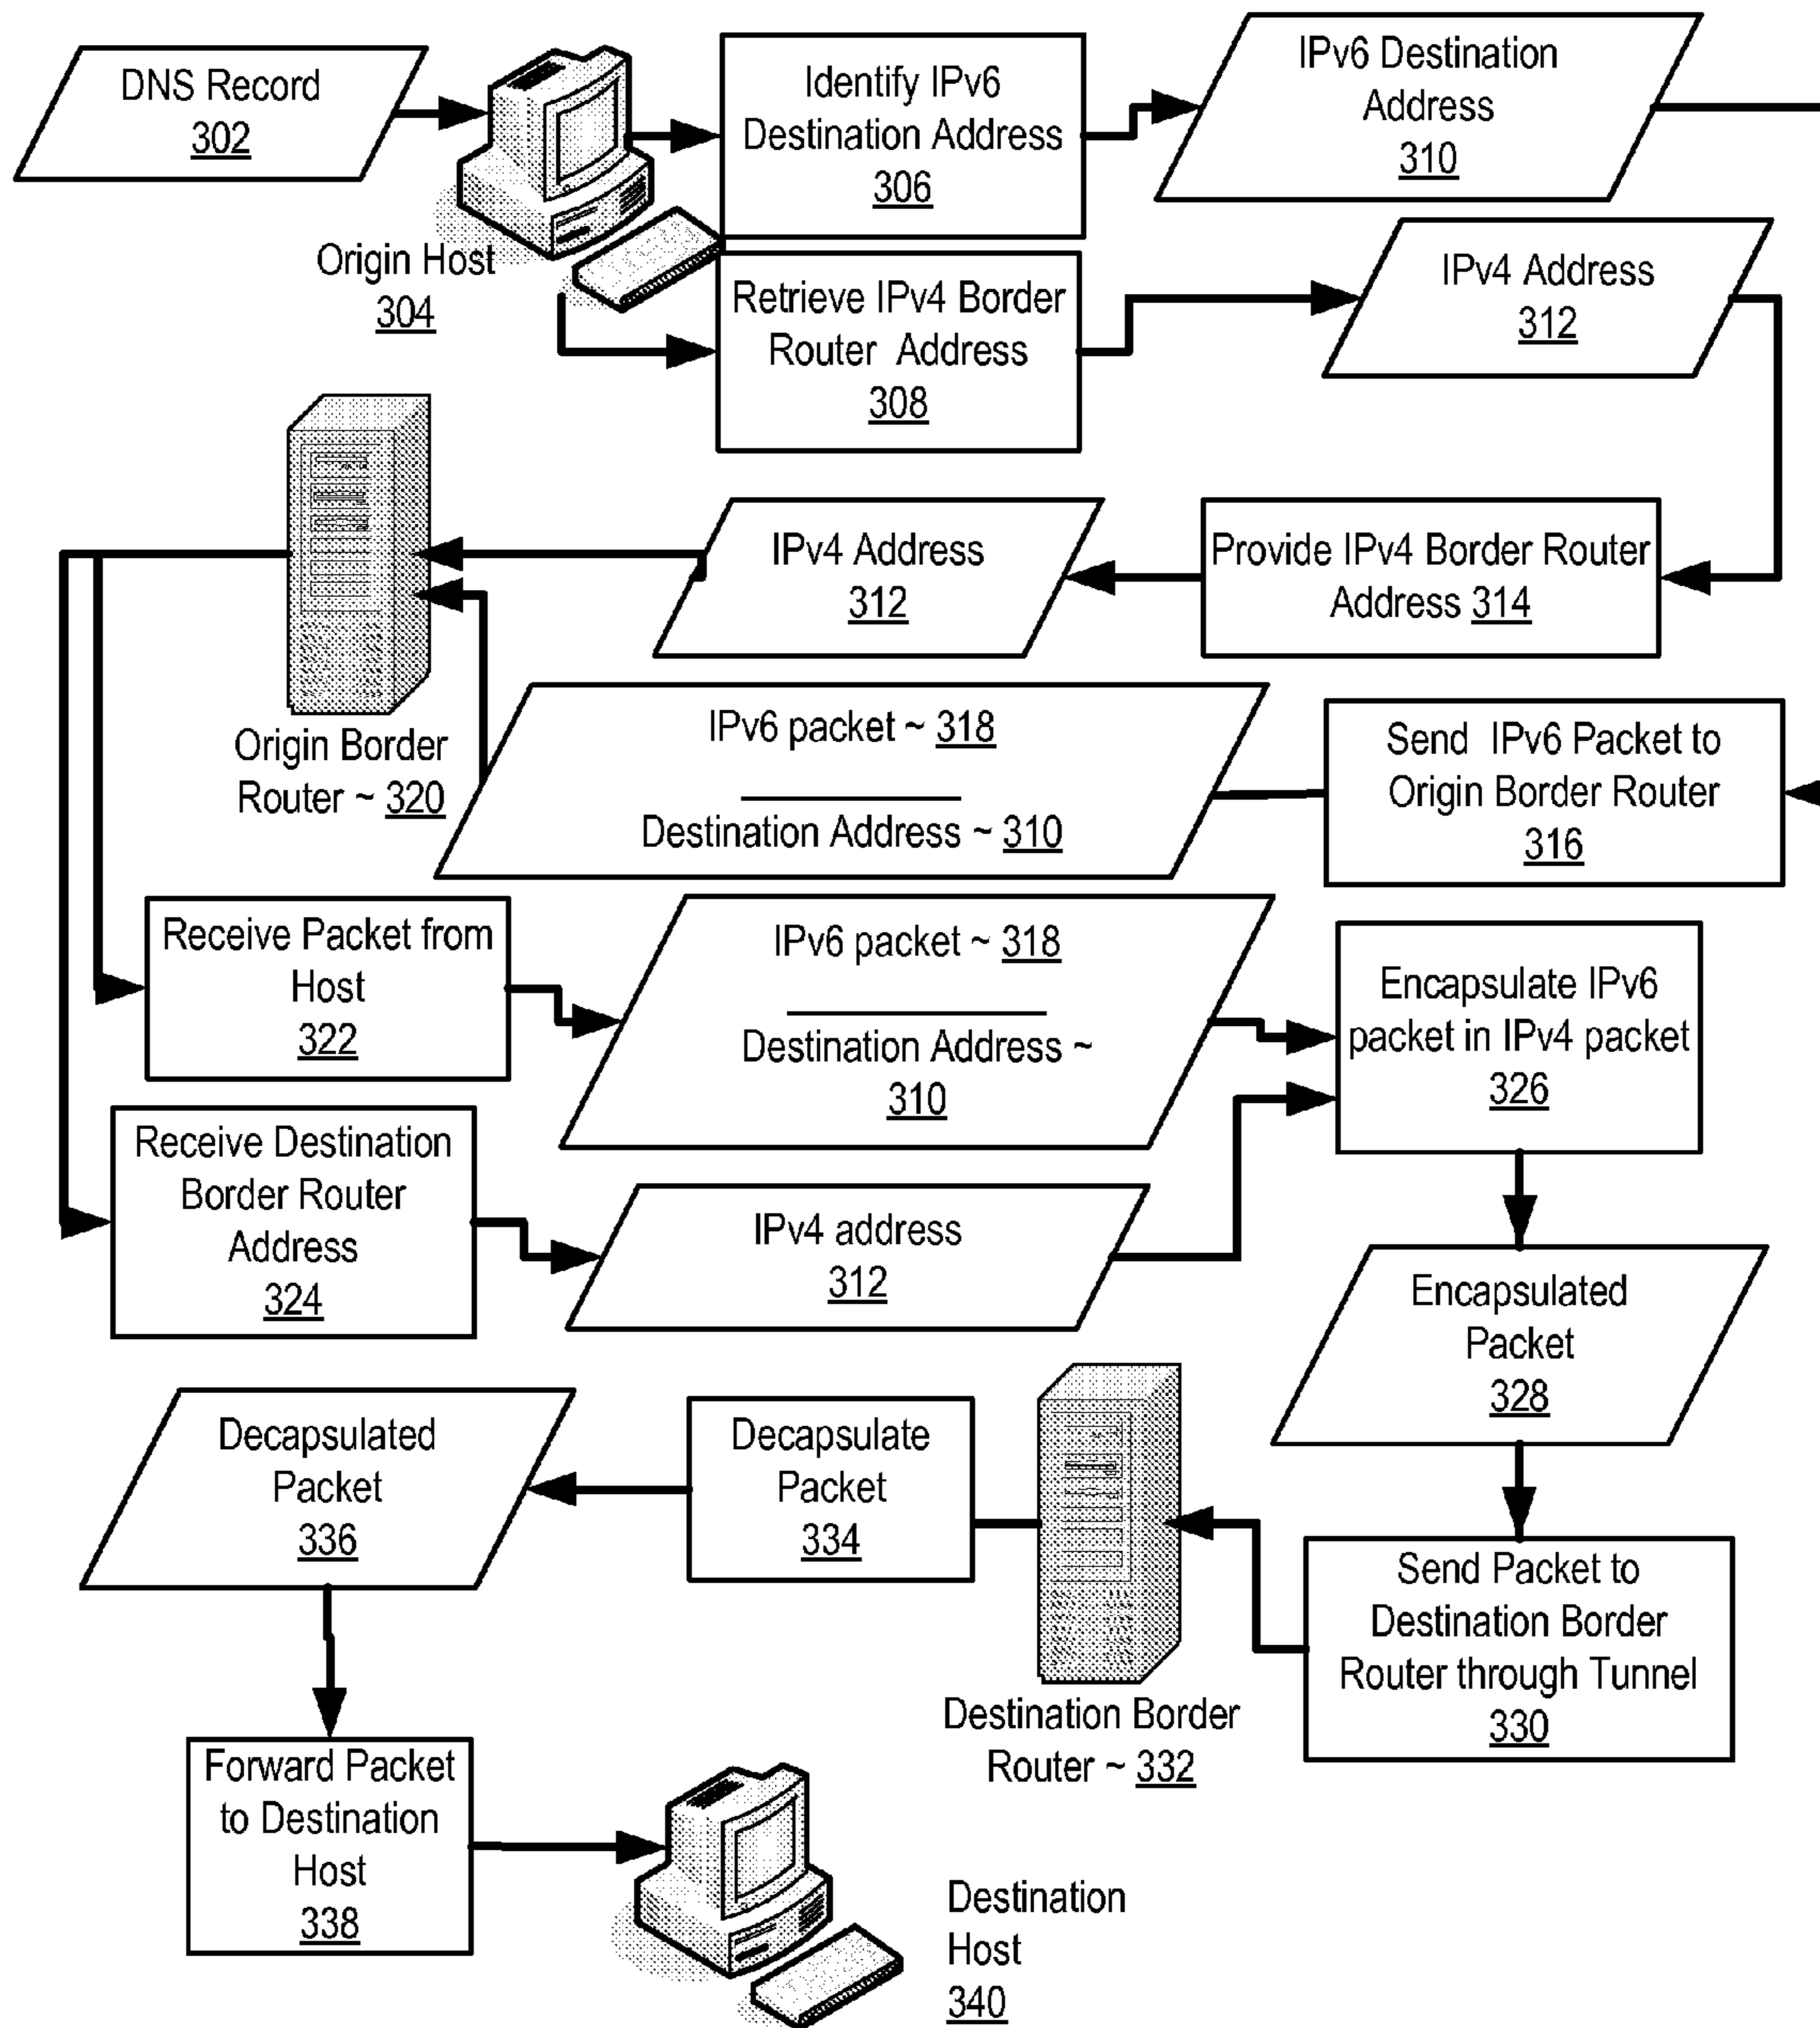 DNS Record
302
Origin Host
304
Identify IPv6
Destination Address
306
IPv6 Destination
Address
310
Retrieve IPv4 Border
Router Address
308
IPv4 Address
312
Provide IPv4 Border Router
Address 314
IPv4 Address
312
Origin Border
Router ~ 320
IPv6 packet ~ 318
Destination Address ~ 310
Send IPv6 Packet to
Origin Border Router
316
Receive Packet from
Host
322
IPv6 packet ~ 318
Destination Address ~
310
Encapsulate IPv6
packet in IPv4 packet
326
Receive Destination
Border Router
Address
324
IPv4 address
312
Encapsulated
Packet
328
Decapsulated
Packet
336
Decapsulate
Packet
334
Destination Border
Router ~ 332
Send Packet to
Destination Border
Router through Tunnel
330
Forward Packet
to Destination
Host
338
Destination
Host
340